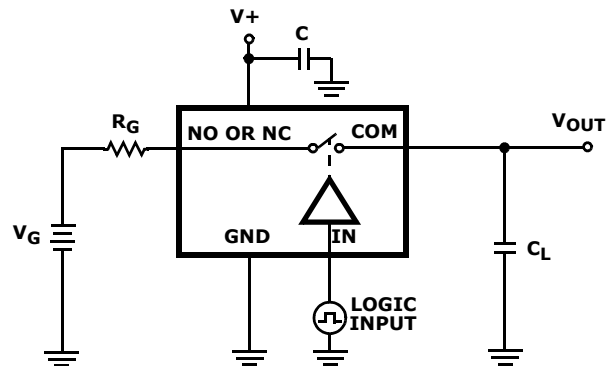 V+
C
RG
NO OR NC
COM
VOUT
VG
GND
IN
CL
LOGIC
INPUT